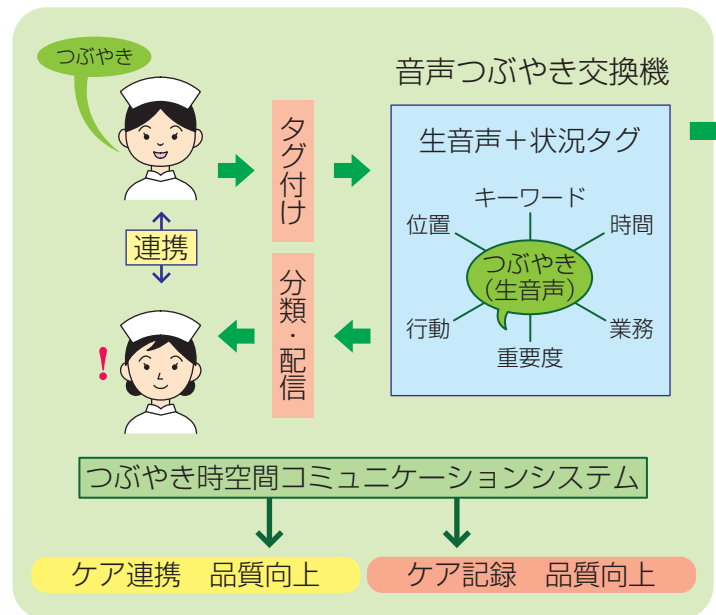 つぶやき
音声つぶやき交換機
タグ付け
生音声＋状況タグ
キーワード
位置
時間
つぶやき
（生音声）
行動
業務
重要度
連携
分類・配信
!
つぶやき時空間コミュニケーションシステム
ケア連携　品質向上
ケア記録　品質向上